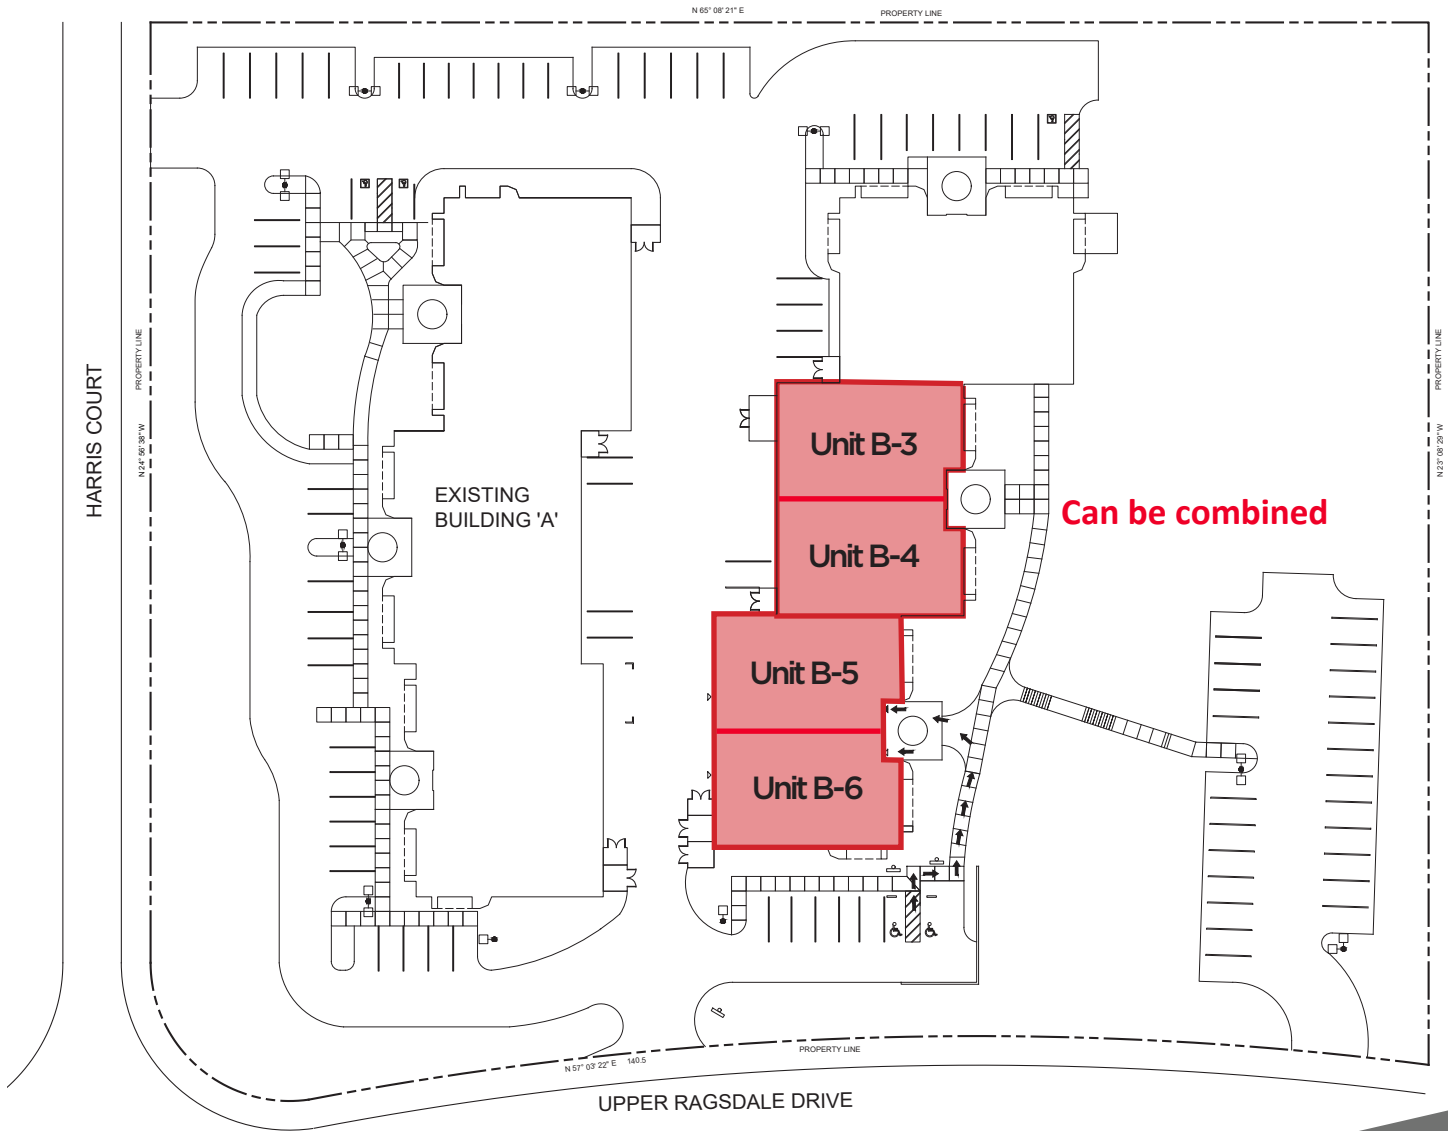 N 65° 08' 21" E
PROPERTY LINE
PROPERTY LINE
N 24° 56' 38" W
HARRIS COURT
EXISTING
BUILDING 'A'
Unit B-3
Unit B-4
Can be combined
Unit B-5
Unit B-6
PROPERTY LINE
N 23° 08' 29" W
PROPERTY LINE
N 57° 03' 22" E 140.5
UPPER RAGSDALE DRIVE